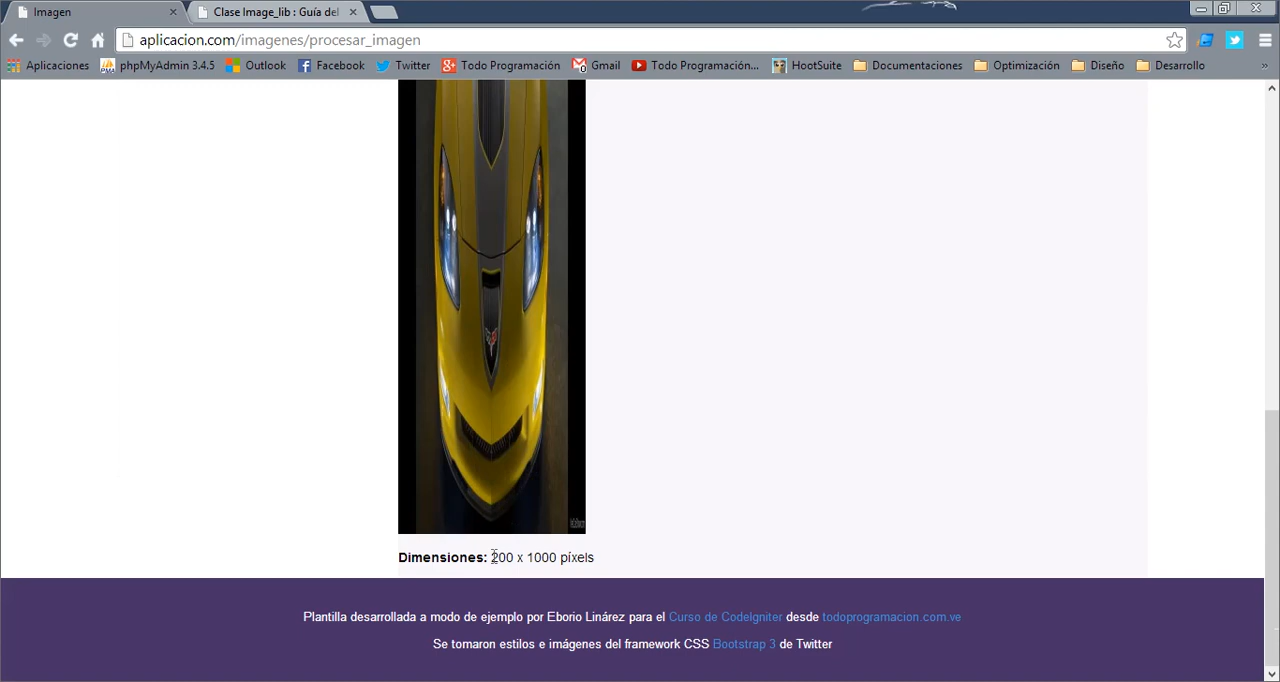 Imagen
Clase Image_lib : Guía del
aplicacion.com/imagenes/procesar_imagen
Aplicaciones phpMyAdmin 3.4.5 Outlook Facebook Twitter Todo Programación Gmail Todo Programación... HootSuite Documentaciones Optimización Diseño Desarrollo »
Dimensiones: 200 x 1000 píxels
Plantilla desarrollada a modo de ejemplo por Eborio Linárez para el Curso de CodeIgniter desde todoprogramacion.com.ve
Se tomaron estilos e imágenes del framework CSS Bootstrap 3 de Twitter